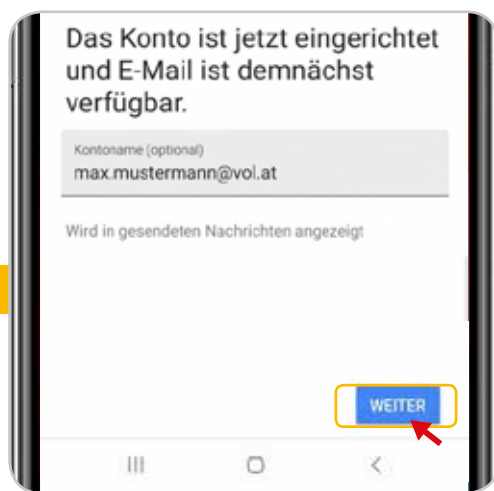 Das Konto ist jetzt eingerichtet
und E-Mail ist demnächst
verfügbar.
Kontoname (optional)
max.mustermann@vol.at
Wird in gesendeten Nachrichten angezeigt
WEITER